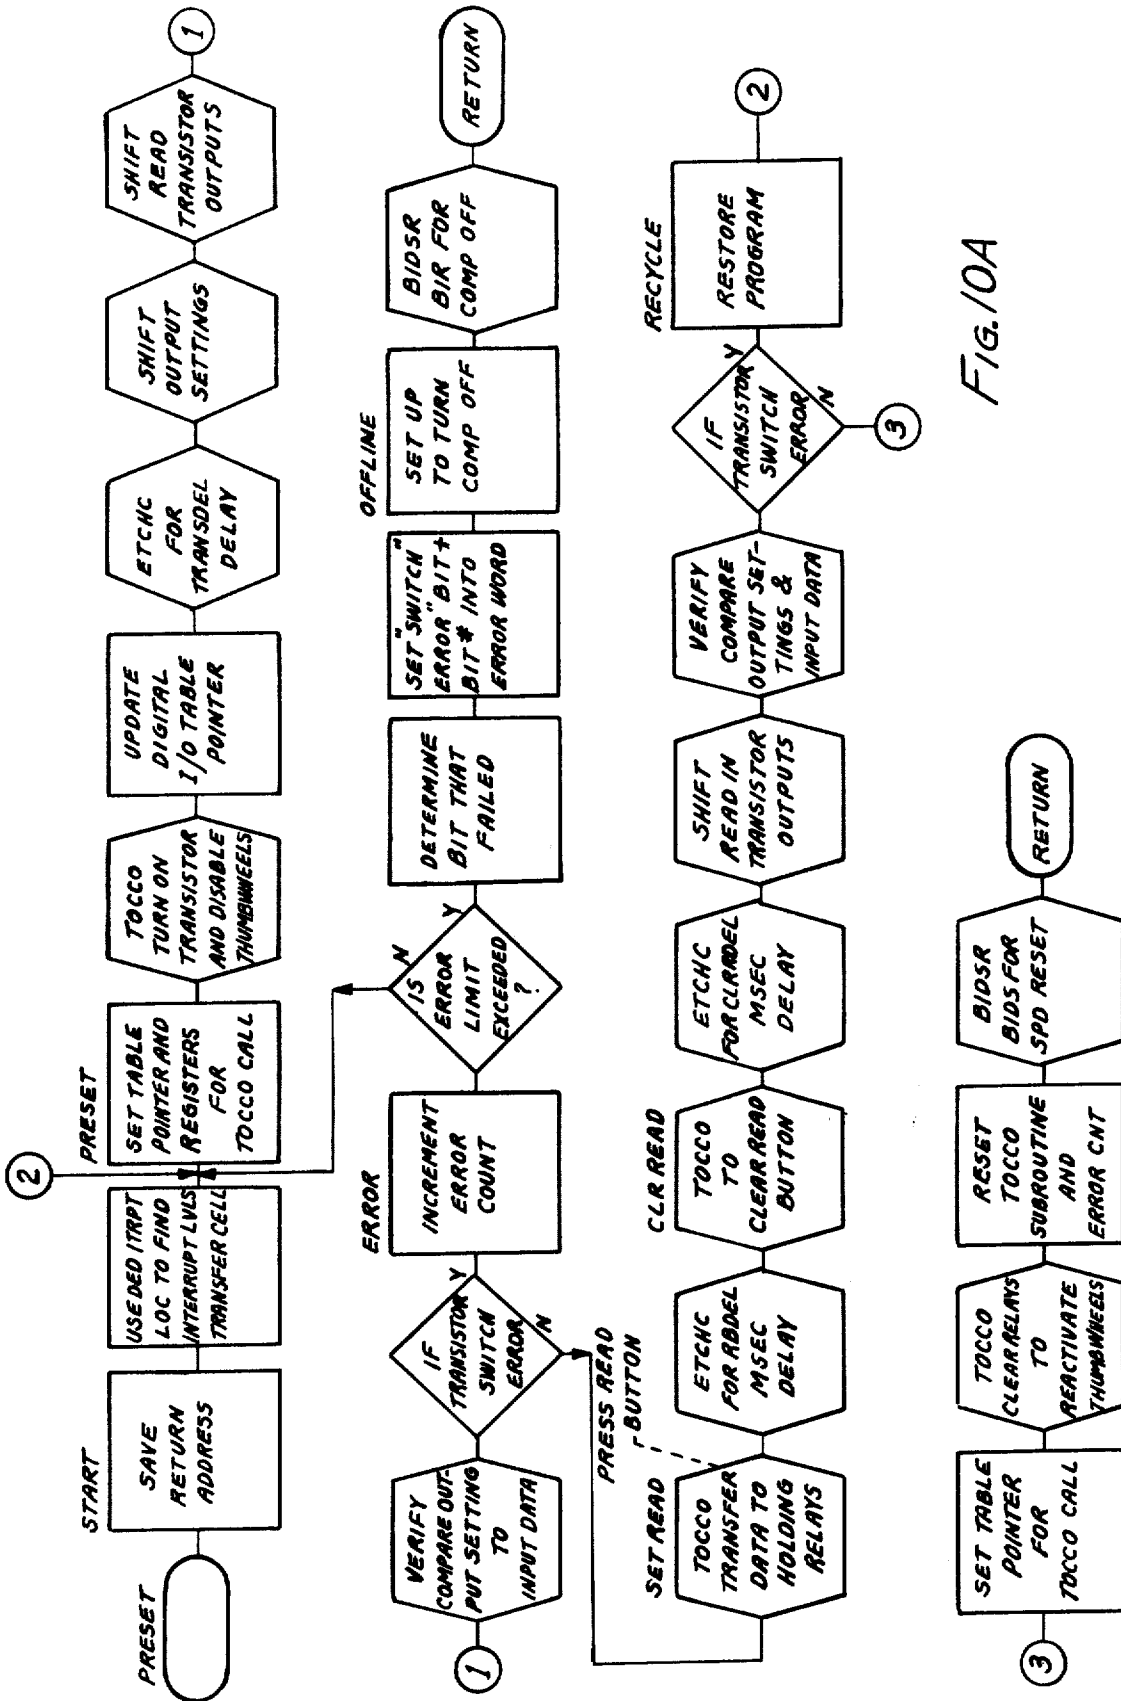 PRESET
START
SAVE
RETURN
ADDRESS
USE DED ITRPT
LOC TO FIND
INTERRUPT LVLS
TRANSFER CELL
2
PRESET
SET TABLE
POINTER AND
REGISTERS
FOR
TOCCO CALL
TOCCO
TURN ON
TRANSISTOR
AND DISABLE
THUMBWHEELS
UPDATE
DIGITAL
I/O TABLE
POINTER
ETCHC
FOR
TRANSDEL
DELAY
SHIFT
OUTPUT
SETTINGS
SHIFT
READ
TRANSISTOR
OUTPUTS
1
1
VERIFY
COMPARE OUT-
PUT SETTING
TO
INPUT DATA
IF
TRANSISTOR
SWITCH
ERROR
Y
N
ERROR
INCREMENT
ERROR
COUNT
IS
ERROR
LIMIT
EXCEEDED
?
N
Y
DETERMINE
BIT THAT
FAILED
SET "SWITCH
ERROR" BIT +
BIT # INTO
ERROR WORD
OFFLINE
SET UP
TO TURN
COMP OFF
BIDSR
BIR FOR
COMP OFF
RETURN
PRESS READ
BUTTON
SET READ
TOCCO
TRANSFER
DATA TO
HOLDING
RELAYS
ETCHC
FOR RBDEL
MSEC
DELAY
CLR READ
TOCCO
TO
CLEAR READ
BUTTON
ETCHC
FOR CLRRDEL
MSEC
DELAY
SHIFT
READ IN
TRANSISTOR
OUTPUTS
VERIFY
COMPARE
OUTPUT SET-
TINGS &
INPUT DATA
IF
TRANSISTOR
SWITCH
ERROR
Y
N
3
RECYCLE
RESTORE
PROGRAM
2
3
SET TABLE
POINTER
FOR
TOCCO CALL
TOCCO
CLEAR RELAYS
TO
REACTIVATE
THUMBWHEELS
RESET
TOCCO
SUBROUTINE
AND
ERROR CNT
BIDSR
BIDS FOR
SPD RESET
RETURN
FIG. 10A